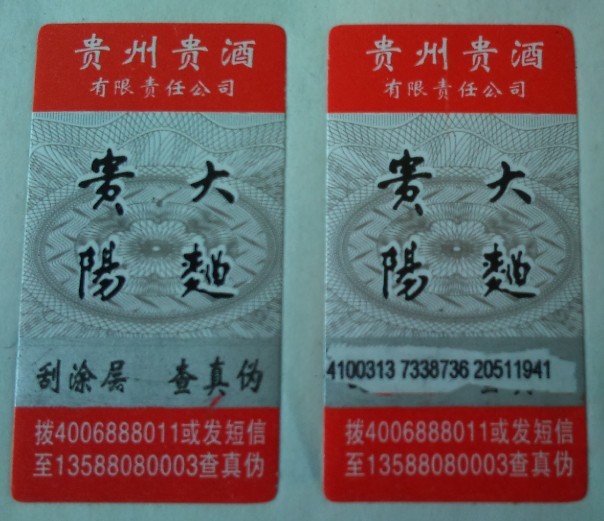 贵州贵酒
有限责任公司
貴 大
陽 麯
刮涂层 查真伪
拨4006888011或发短信
至13588080003查真伪
贵州贵酒
有限责任公司
貴 大
陽 麯
4100313 7338736 20511941
拨4006888011或发短信
至13588080003查真伪